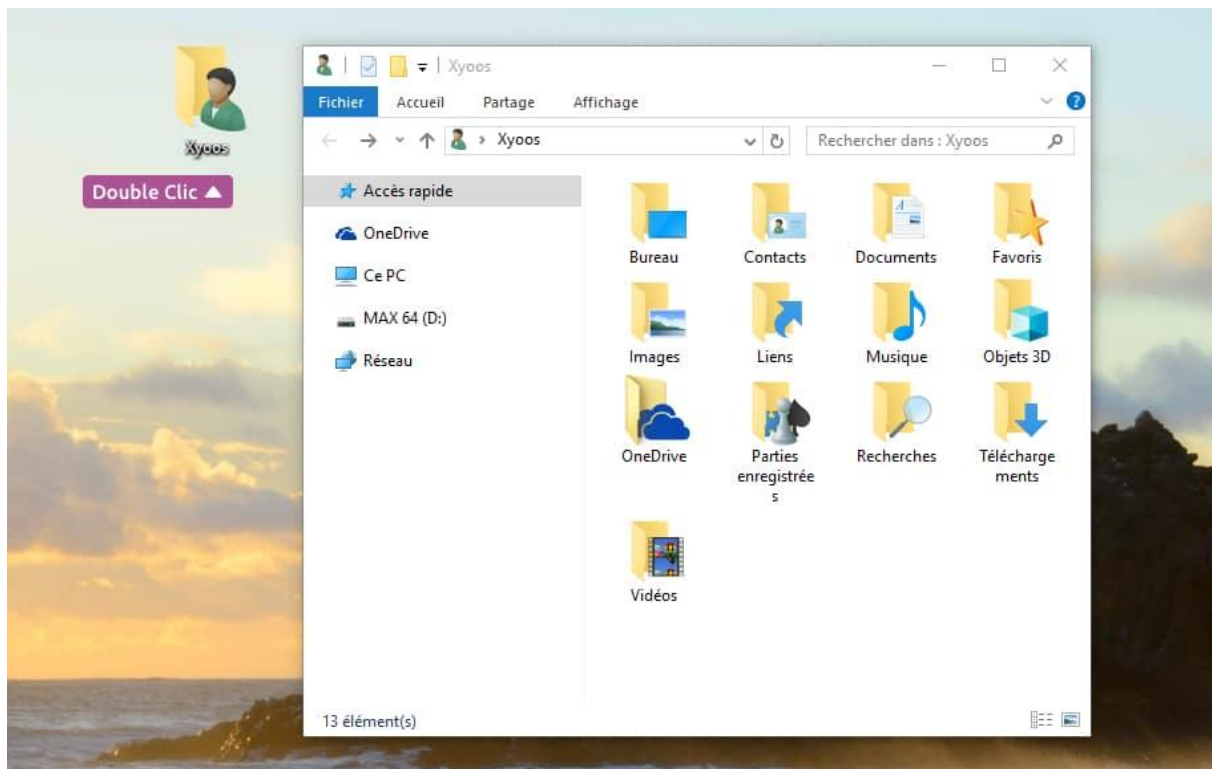 Xyoos
Double Clic
Xyoos
Fichier Accueil Partage Affichage
Xyoos Rechercher dans : Xyoos
Accès rapide
OneDrive
Ce PC
MAX 64 (D:)
Réseau
Bureau Contacts Documents Favoris
Images Liens Musique Objets 3D
OneDrive Parties Recherches Télécharge
enregistrée ments
s
Vidéos
13 élément(s)